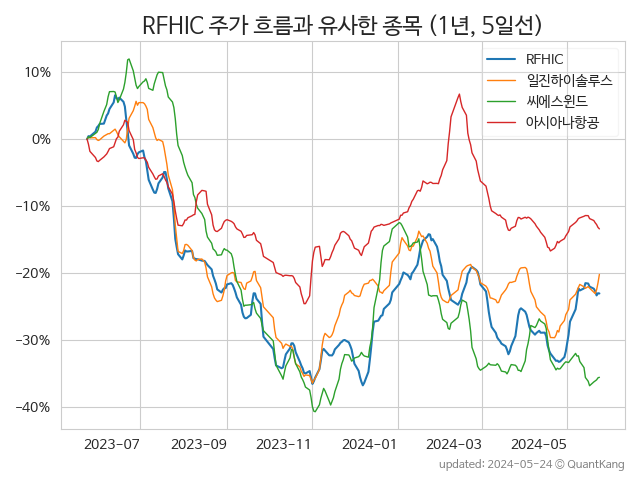 RFHIC 주가 흐름과 유사한 종목 (1년, 5일선)
RFHIC
일진하이솔루스
씨에스윈드
아시아나항공
10%
0%
−10%
−20%
−30%
−40%
2023−07
2023−09
2023−11
2024−01
2024−03
2024−05
updated: 2024-05-24 © QuantKang